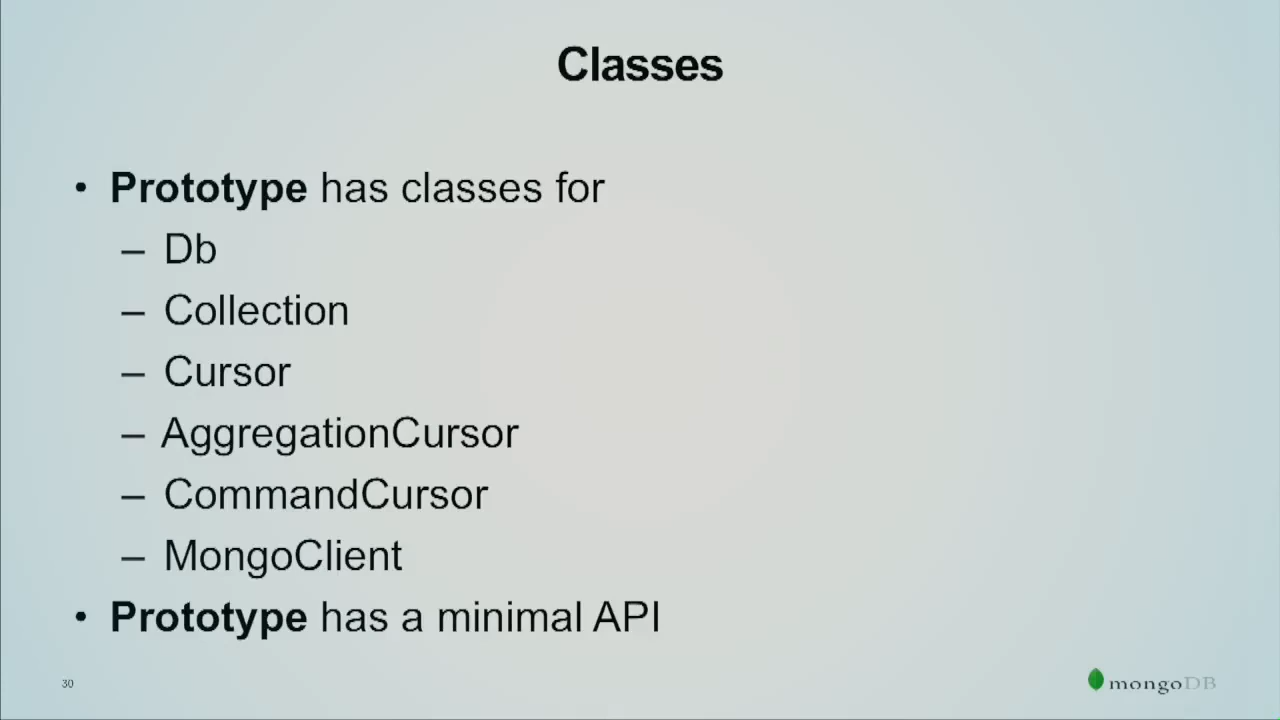 Classes
• Prototype has classes for
– Db
– Collection
– Cursor
– AggregationCursor
– CommandCursor
– MongoClient
• Prototype has a minimal API
30
mongoDB